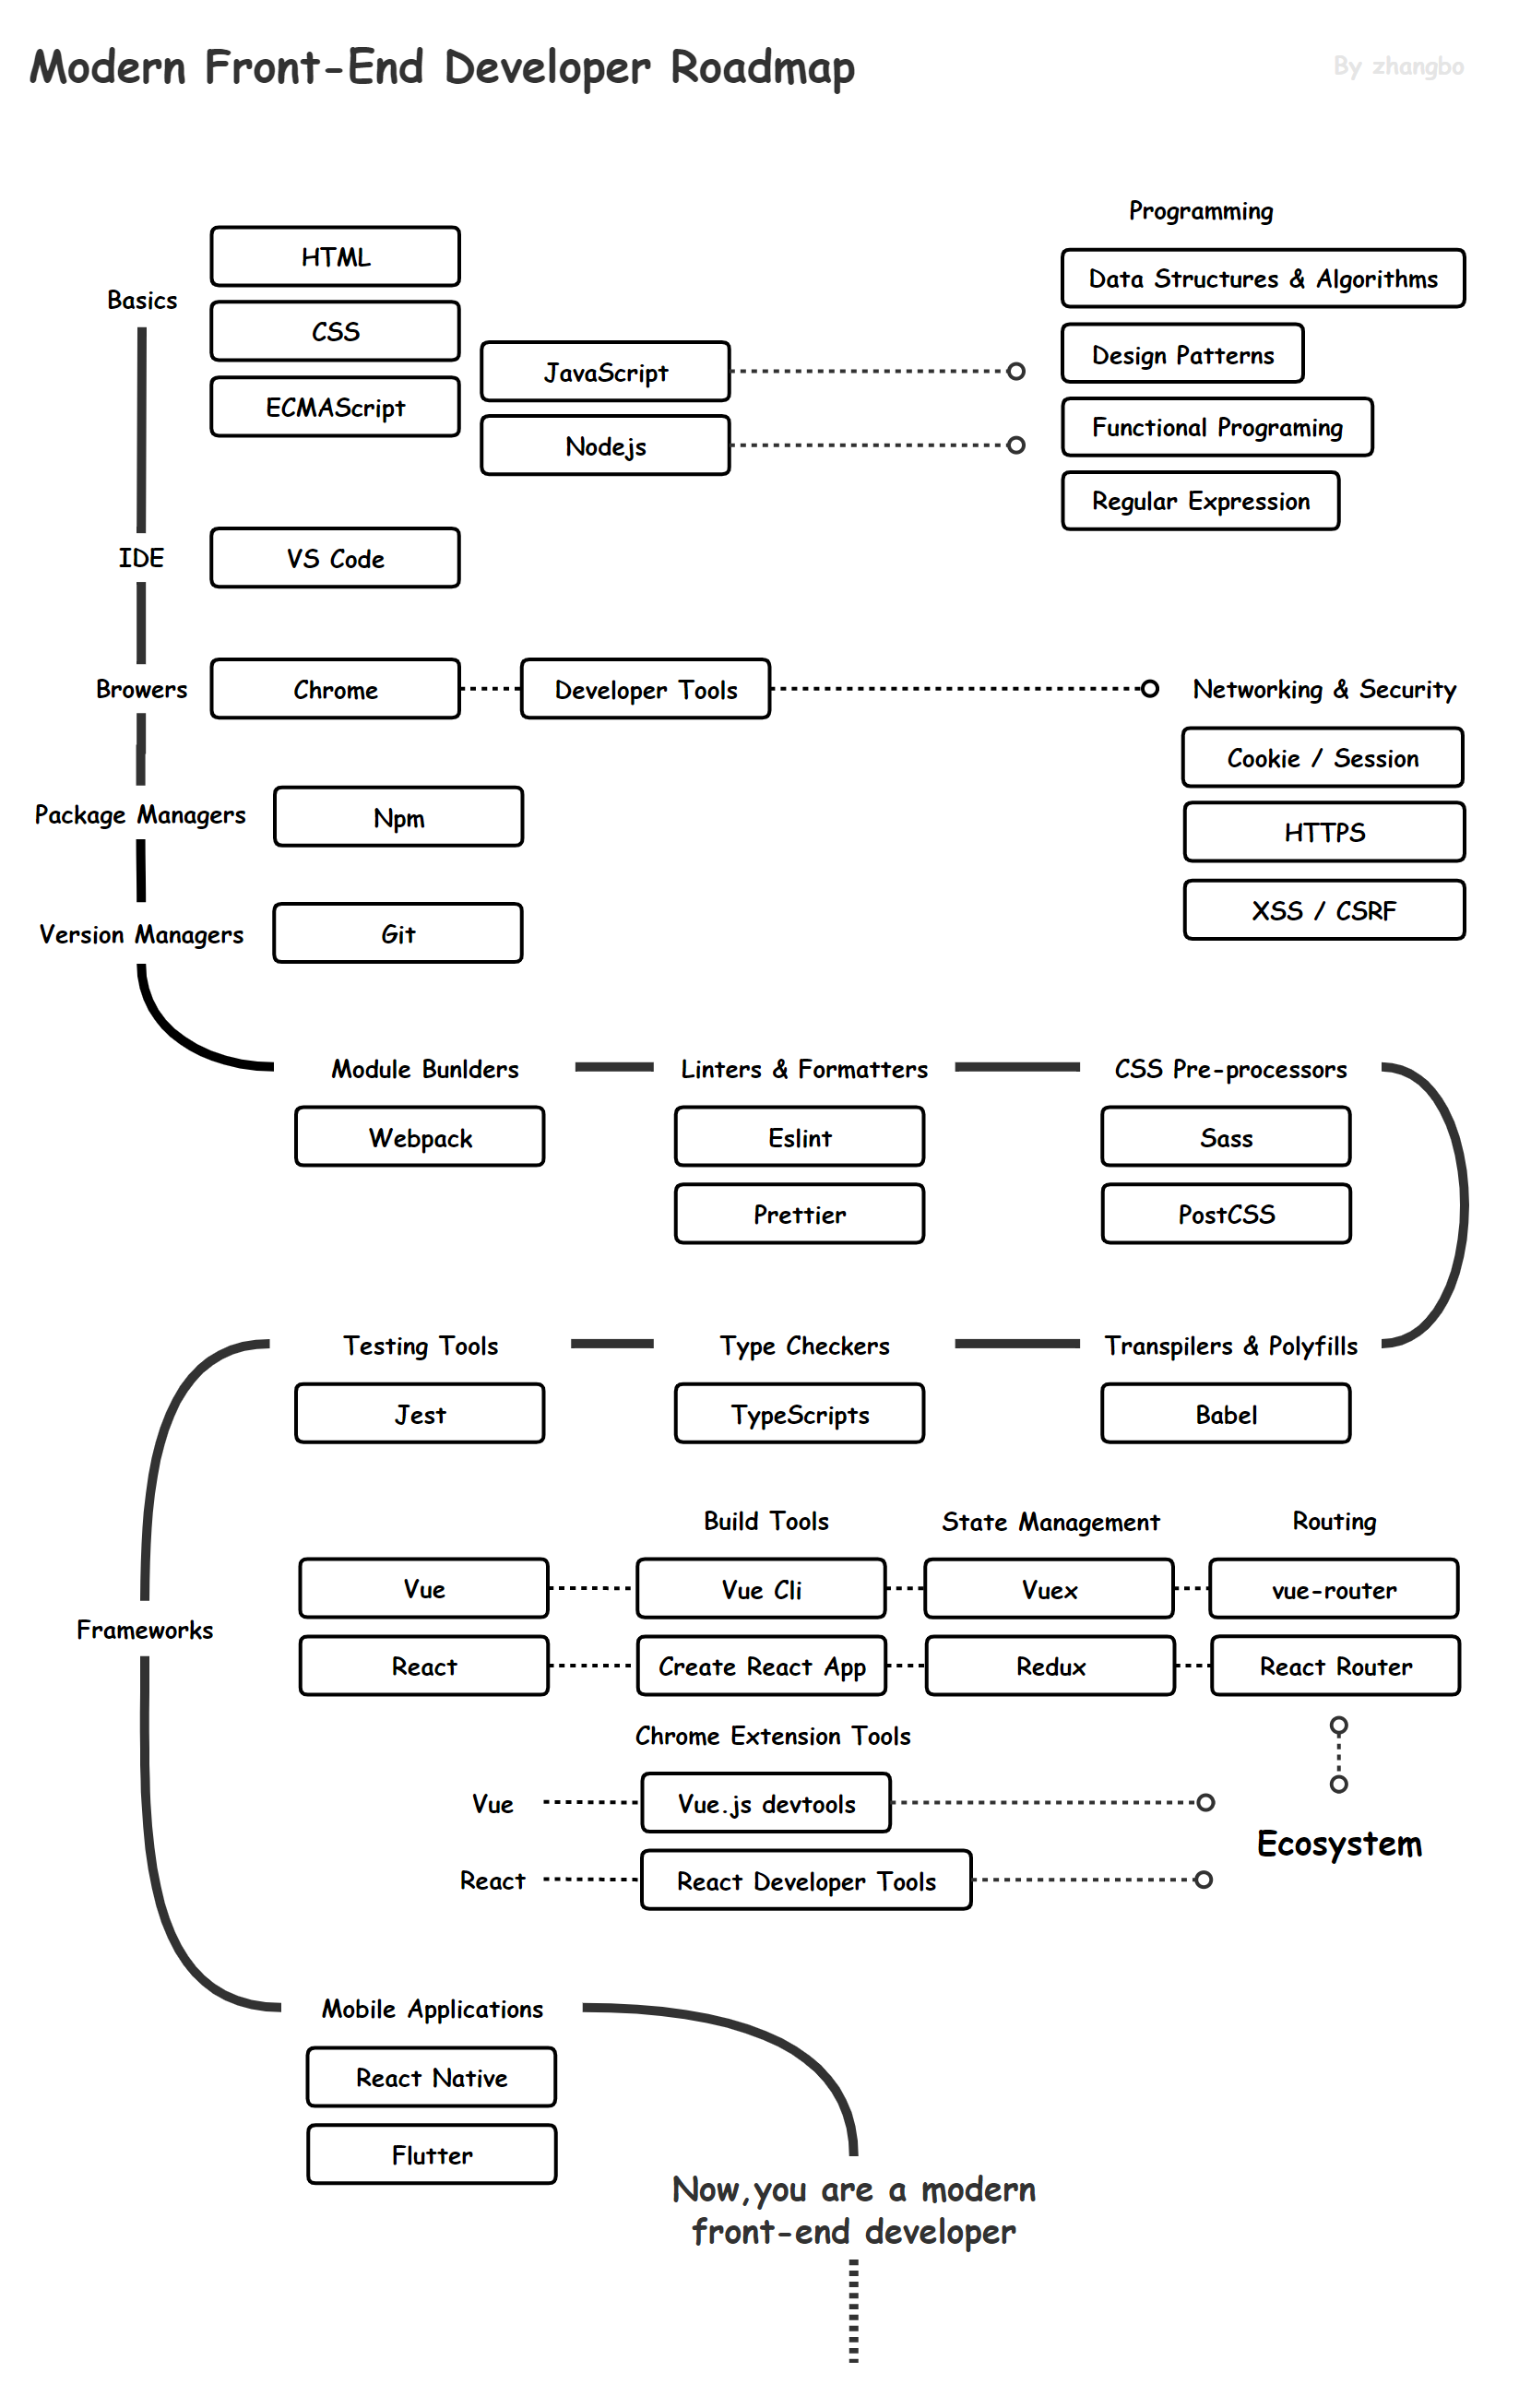 Modern Front-End Developer Roadmap
By zhangbo
Basics
HTML
CSS
ECMAScript
JavaScript
Nodejs
Programming
Data Structures & Algorithms
Design Patterns
Functional Programing
Regular Expression
IDE
VS Code
Browers
Chrome
Developer Tools
Networking & Security
Cookie / Session
HTTPS
XSS / CSRF
Package Managers
Npm
Version Managers
Git
Module Bunlders
Webpack
Linters & Formatters
Eslint
Prettier
CSS Pre-processors
Sass
PostCSS
Testing Tools
Jest
Type Checkers
TypeScripts
Transpilers & Polyfills
Babel
Frameworks
Build Tools
State Management
Routing
Vue
Vue Cli
Vuex
vue-router
React
Create React App
Redux
React Router
Chrome Extension Tools
Vue
Vue.js devtools
React
React Developer Tools
Ecosystem
Mobile Applications
React Native
Flutter
Now,you are a modern
front-end developer